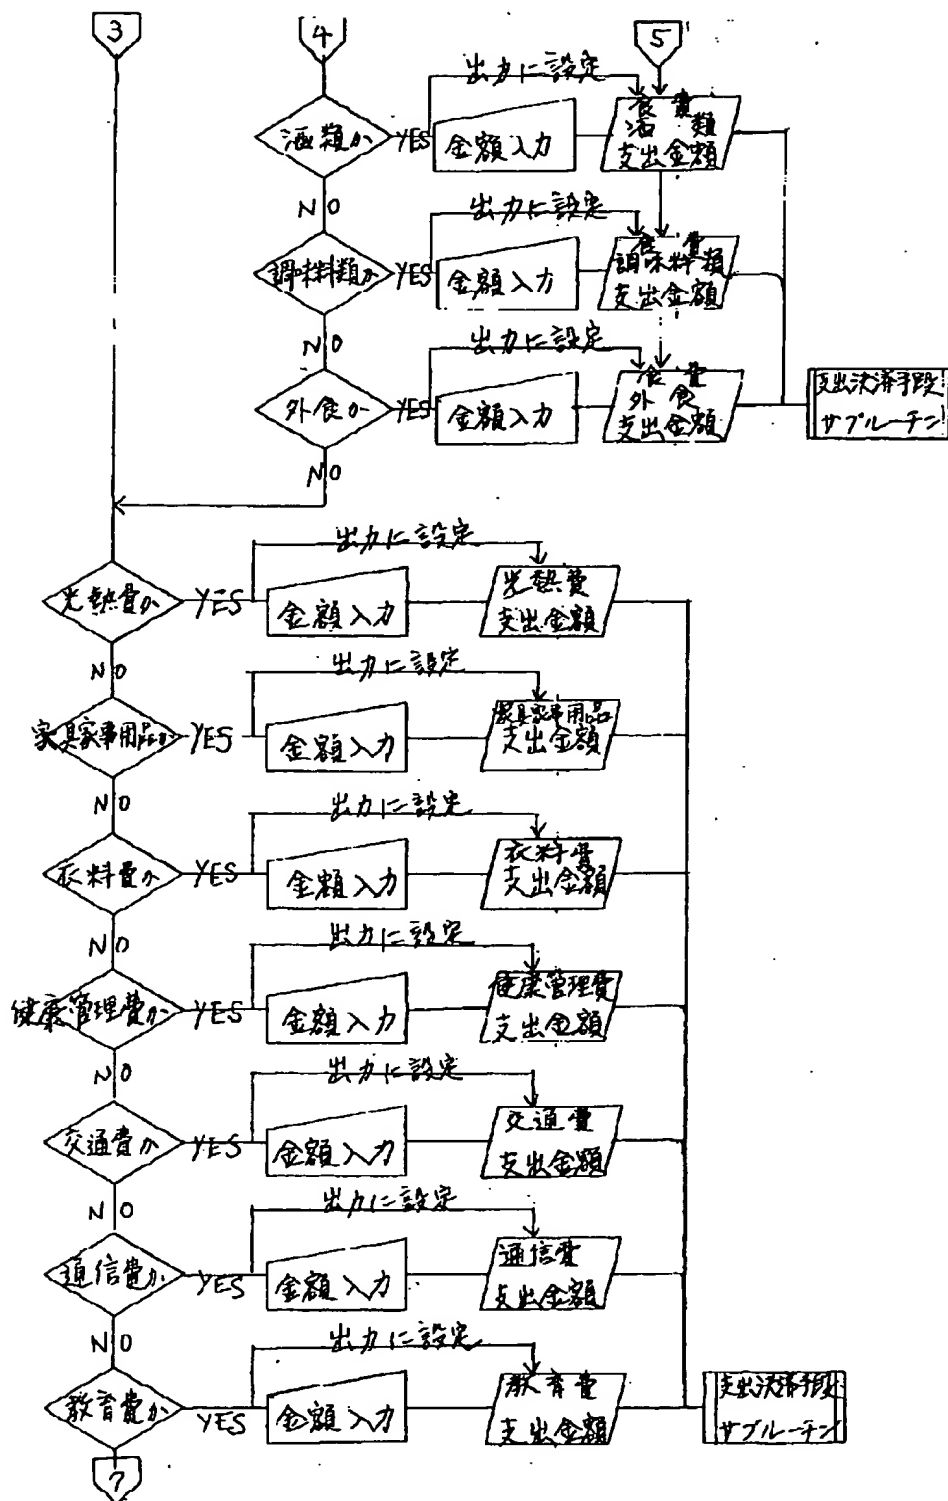 3
4
5
出力に設定
酒類か
YES
金額入力
食費
酒類
支出金額
NO
出力に設定
調味料類か
YES
金額入力
食費
調味料類
支出金額
NO
出力に設定
外食か
YES
金額入力
食費
外食
支出金額
支出決済手段
サブルーチン
NO
出力に設定
光熱費か
YES
金額入力
光熱費
支出金額
NO
出力に設定
家具家事用品か
YES
金額入力
家具家事用品
支出金額
NO
出力に設定
衣料費か
YES
金額入力
衣料費
支出金額
NO
出力に設定
健康管理費か
YES
金額入力
健康管理費
支出金額
NO
出力に設定
交通費か
YES
金額入力
交通費
支出金額
NO
出力に設定
通信費か
YES
金額入力
通信費
支出金額
NO
出力に設定
教育費か
YES
金額入力
教育費
支出金額
支出決済手段
サブルーチン
7